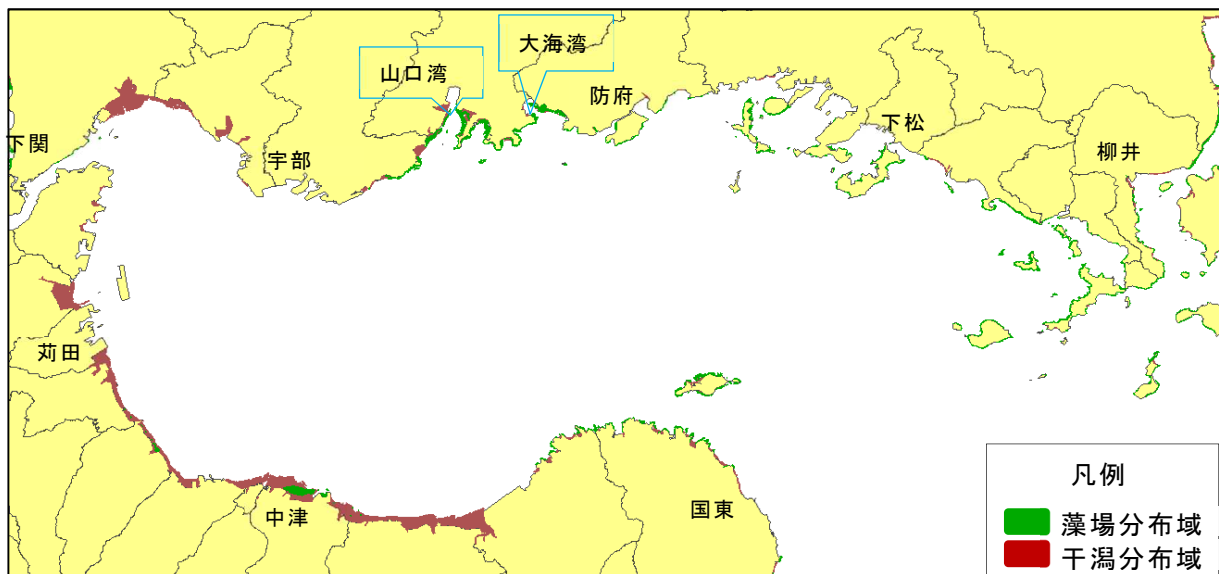 大海湾
山口湾
防府
下関
宇部
下松
柳井
苅田
中津
国東
凡例
藻場分布域
干潟分布域